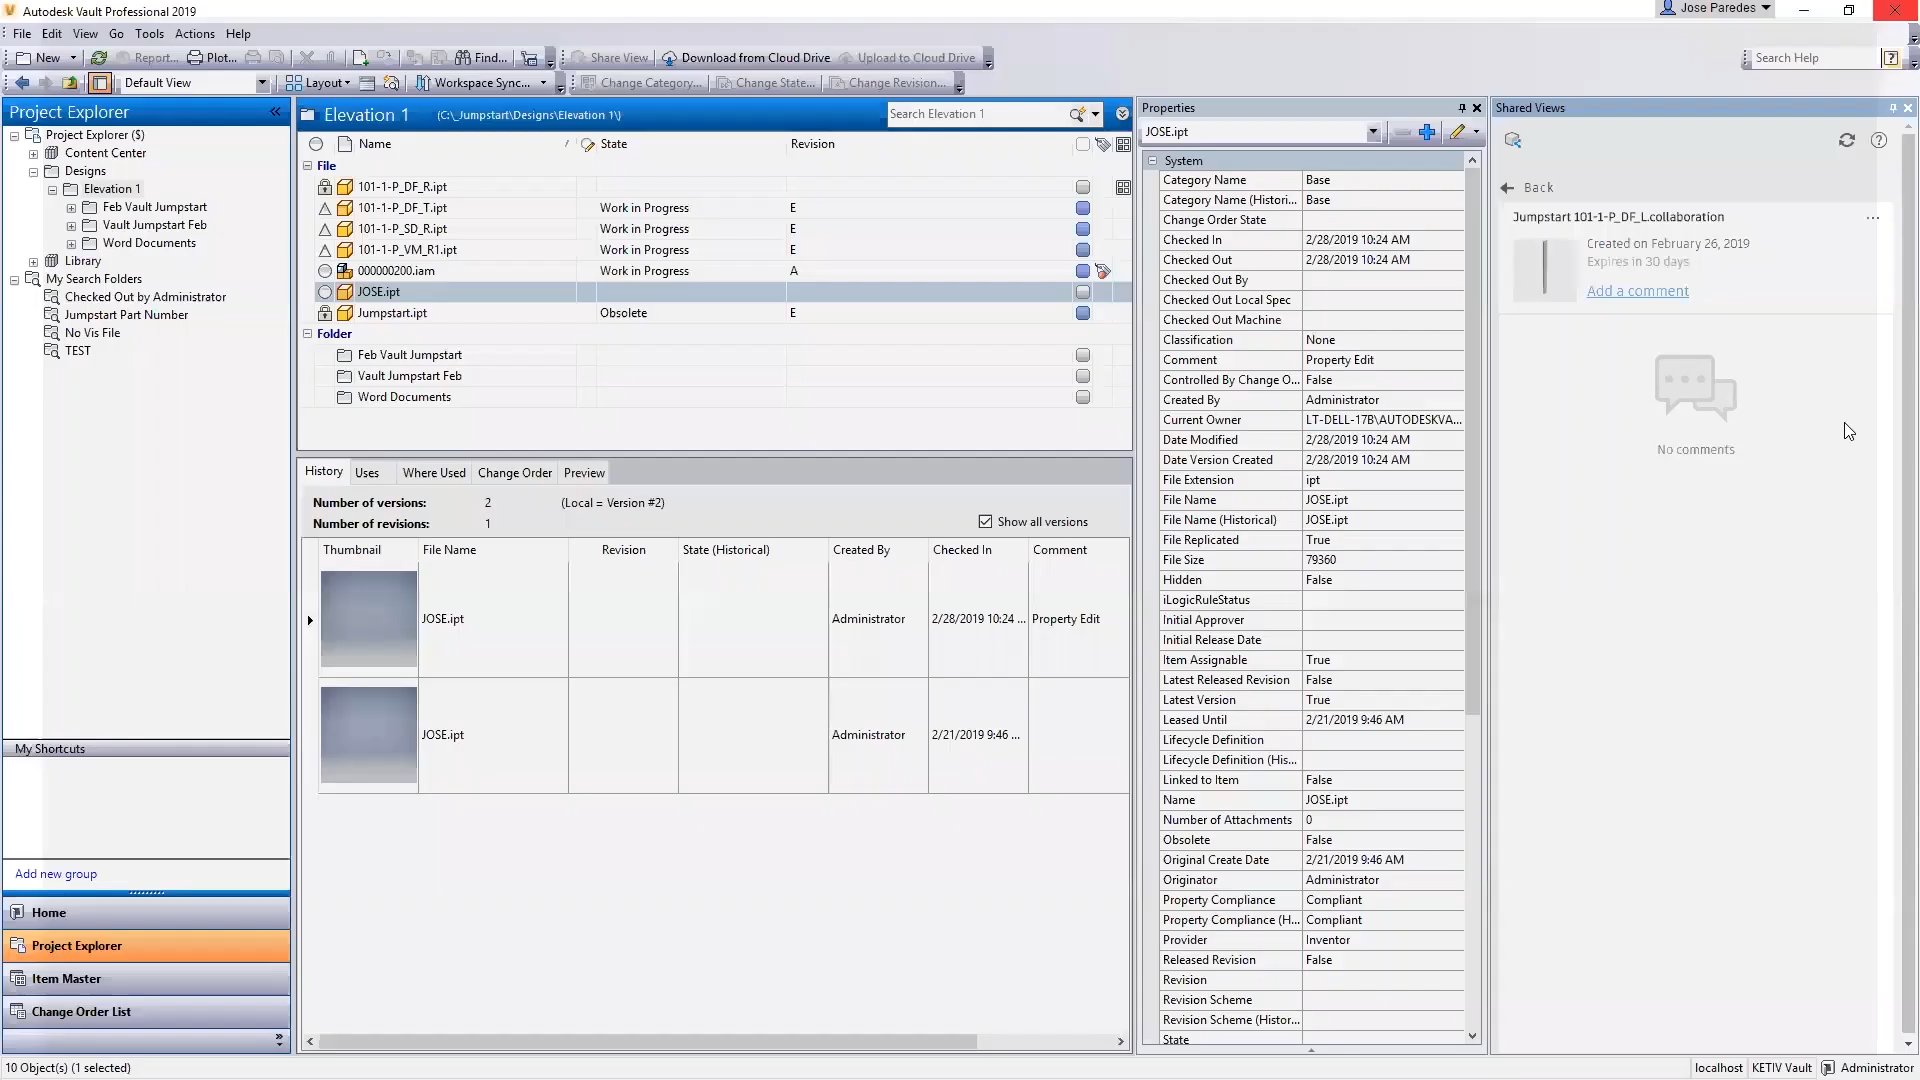 Autodesk Vault Professional 2019
Jose Paredes
File Edit View Go Tools Actions Help
New Report... Plot... Find... Share View Download from Cloud Drive Upload to Cloud Drive
Search Help
Default View Layout Workspace Sync... Change Category... Change State... Change Revision...
Project Explorer
Project Explorer ($)
Content Center
Designs
Elevation 1
Feb Vault Jumpstart
Vault Jumpstart Feb
Word Documents
Library
My Search Folders
Checked Out by Administrator
Jumpstart Part Number
No Vis File
TEST
My Shortcuts
Add new group
Home
Project Explorer
Item Master
Change Order List
Elevation 1 (C:\_Jumpstart\Designs\Elevation 1\)
Search Elevation 1
Name / State Revision
File
101-1-P_DF_R.ipt
101-1-P_DF_T.ipt Work in Progress E
101-1-P_SD_R.ipt Work in Progress E
101-1-P_VM_R1.ipt Work in Progress E
000000200.iam Work in Progress A
JOSE.ipt
Jumpstart.ipt Obsolete E
Folder
Feb Vault Jumpstart
Vault Jumpstart Feb
Word Documents
History Uses Where Used Change Order Preview
Number of versions: 2 (Local = Version #2)
Number of revisions: 1
Show all versions
Thumbnail File Name Revision State (Historical) Created By Checked In Comment
JOSE.ipt Administrator 2/28/2019 10:24 ... Property Edit
JOSE.ipt Administrator 2/21/2019 9:46 ...
Properties
JOSE.ipt
System
Category Name Base
Category Name (Histori... Base
Change Order State
Checked In 2/28/2019 10:24 AM
Checked Out 2/28/2019 10:24 AM
Checked Out By
Checked Out Local Spec
Checked Out Machine
Classification None
Comment Property Edit
Controlled By Change O... False
Created By Administrator
Current Owner LT-DELL-17B\AUTODESKVA...
Date Modified 2/28/2019 10:24 AM
Date Version Created 2/28/2019 10:24 AM
File Extension ipt
File Name JOSE.ipt
File Name (Historical) JOSE.ipt
File Replicated True
File Size 79360
Hidden False
iLogicRuleStatus
Initial Approver
Initial Release Date
Item Assignable True
Latest Released Revision False
Latest Version True
Leased Until 2/21/2019 9:46 AM
Lifecycle Definition
Lifecycle Definition (His...
Linked to Item False
Name JOSE.ipt
Number of Attachments 0
Obsolete False
Original Create Date 2/21/2019 9:46 AM
Originator Administrator
Property Compliance Compliant
Property Compliance (H... Compliant
Provider Inventor
Released Revision False
Revision
Revision Scheme
Revision Scheme (Histor...
State
Shared Views
Back
Jumpstart 101-1-P_DF_L.collaboration ...
Created on February 26, 2019
Expires in 30 days
Add a comment
No comments
10 Object(s) (1 selected)
localhost KETIV Vault Administrator